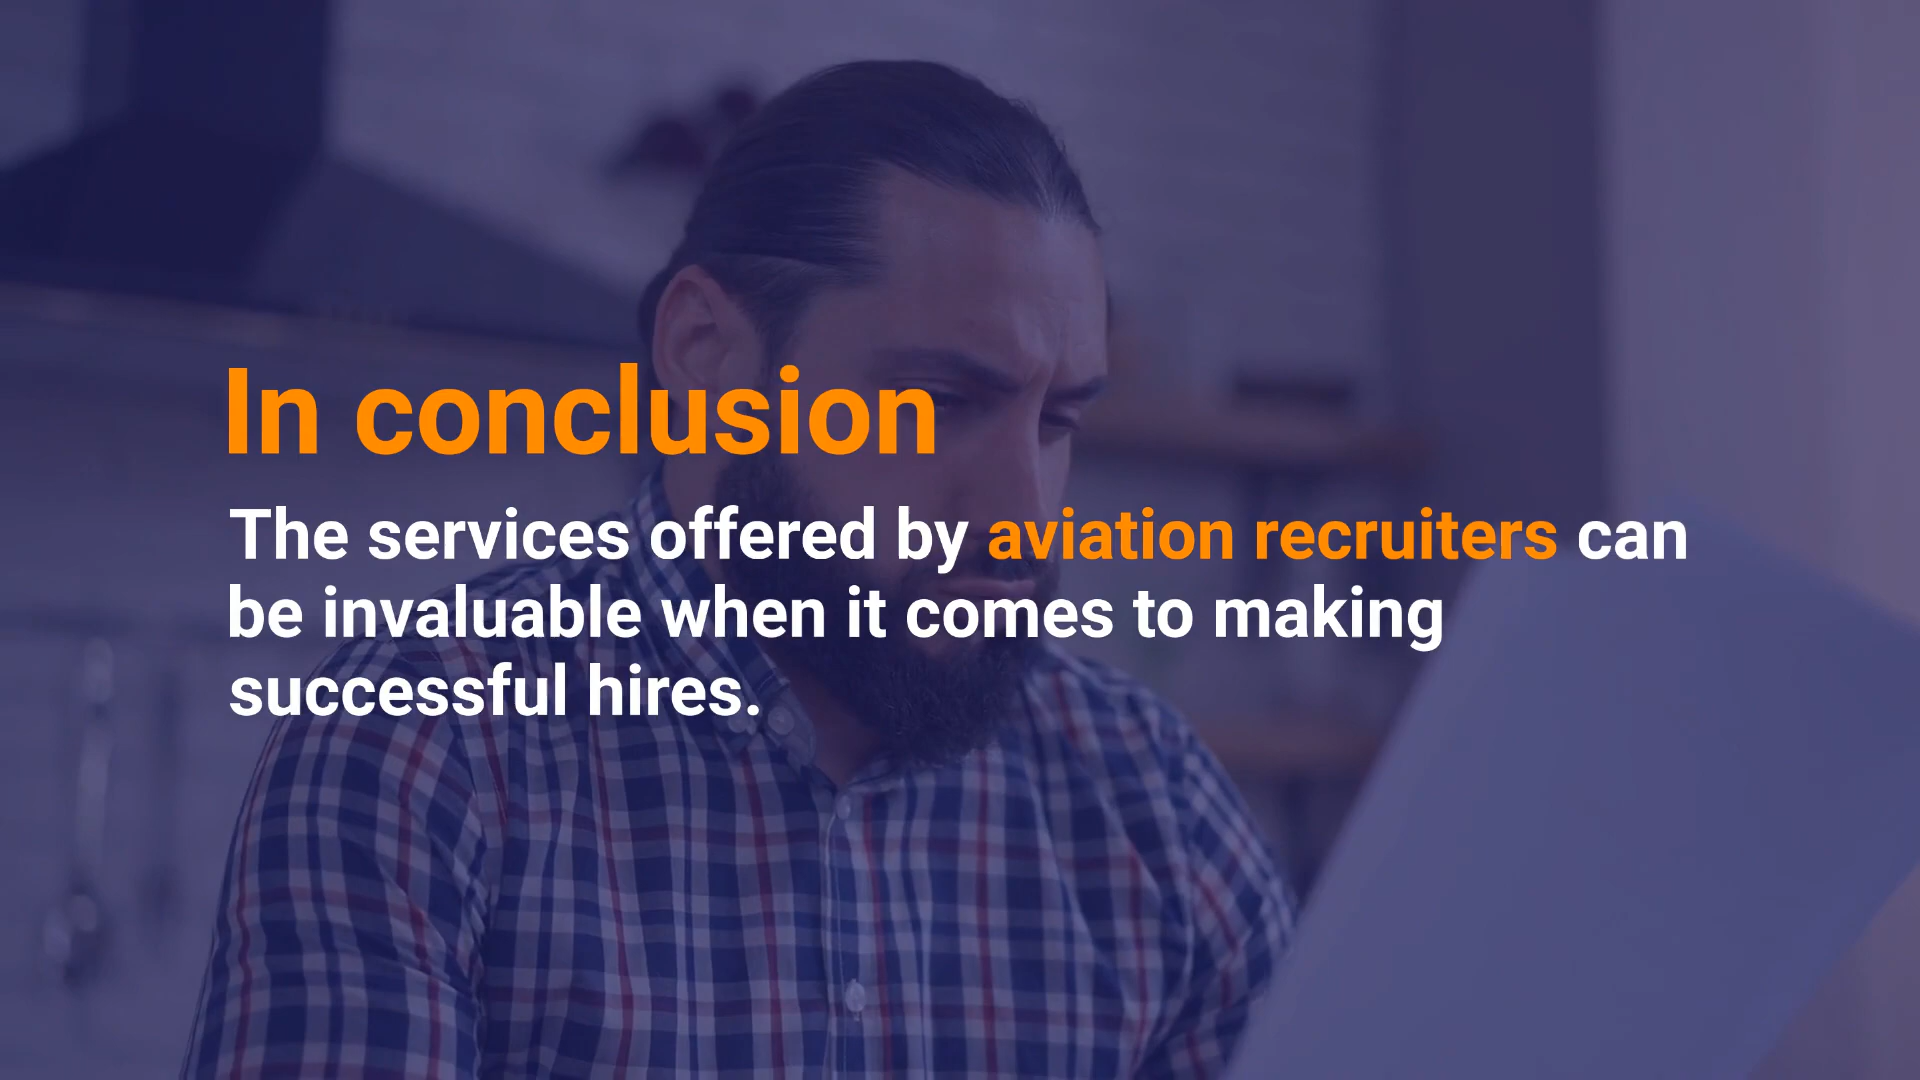 In conclusion
The services offered by aviation recruiters can
be invaluable when it comes to making
successful hires.